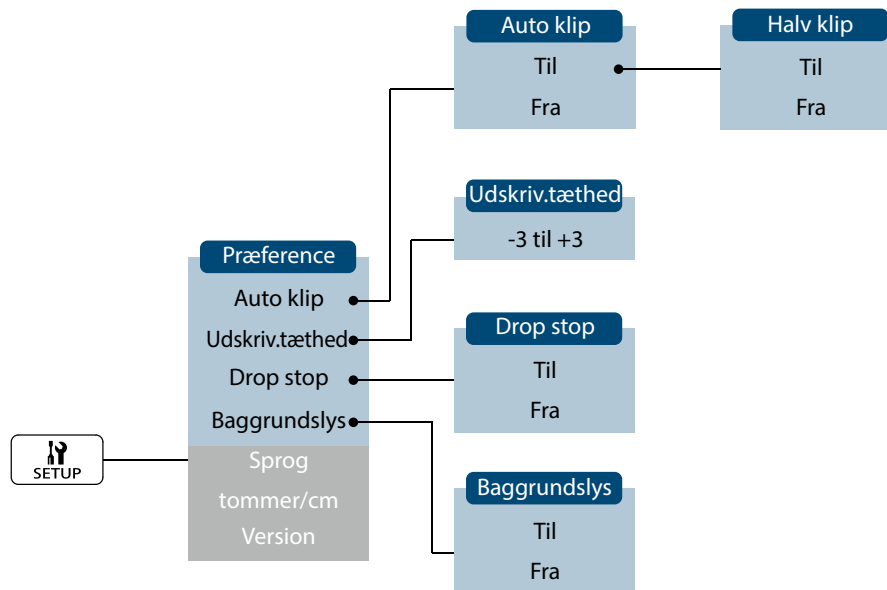 SETUP
Præference
Auto klip
Udskriv.tæthed
Drop stop
Baggrundslys
Sprog
tommer/cm
Version
Auto klip
Til
Fra
Halv klip
Til
Fra
Udskriv.tæthed
-3 til +3
Drop stop
Til
Fra
Baggrundslys
Til
Fra